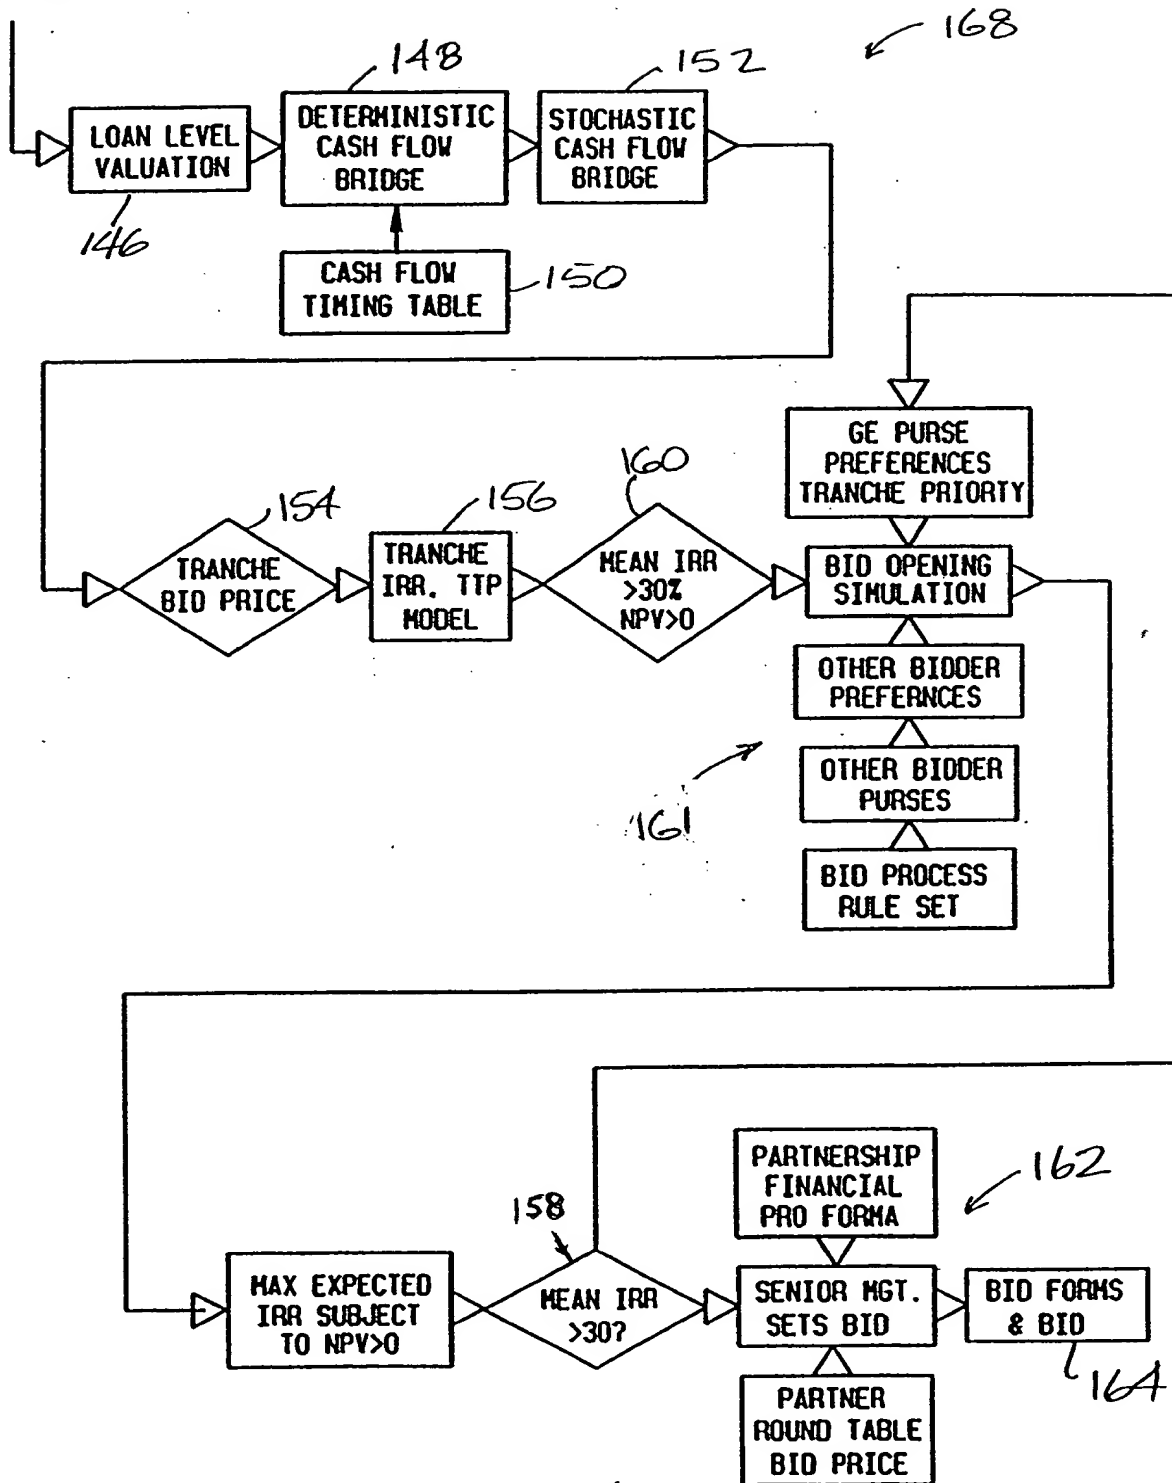 168
148
152
LOAN LEVEL
VALUATION
DETERMINISTIC
CASH FLOW
BRIDGE
STOCHASTIC
CASH FLOW
BRIDGE
146
CASH FLOW
TIMING TABLE
150
GE PURSE
PREFERENCES
TRANCHE PRIORTY
160
154
156
TRANCHE
BID PRICE
TRANCHE
IRR. TTP
MODEL
MEAN IRR
>30%
NPV>0
BID OPENING
SIMULATION
OTHER BIDDER
PREFERNCES
161
OTHER BIDDER
PURSES
BID PROCESS
RULE SET
PARTNERSHIP
FINANCIAL
PRO FORMA
162
158
MAX EXPECTED
IRR SUBJECT
TO NPV>0
MEAN IRR
>30?
SENIOR MGT.
SETS BID
BID FORMS
& BID
164
PARTNER
ROUND TABLE
BID PRICE